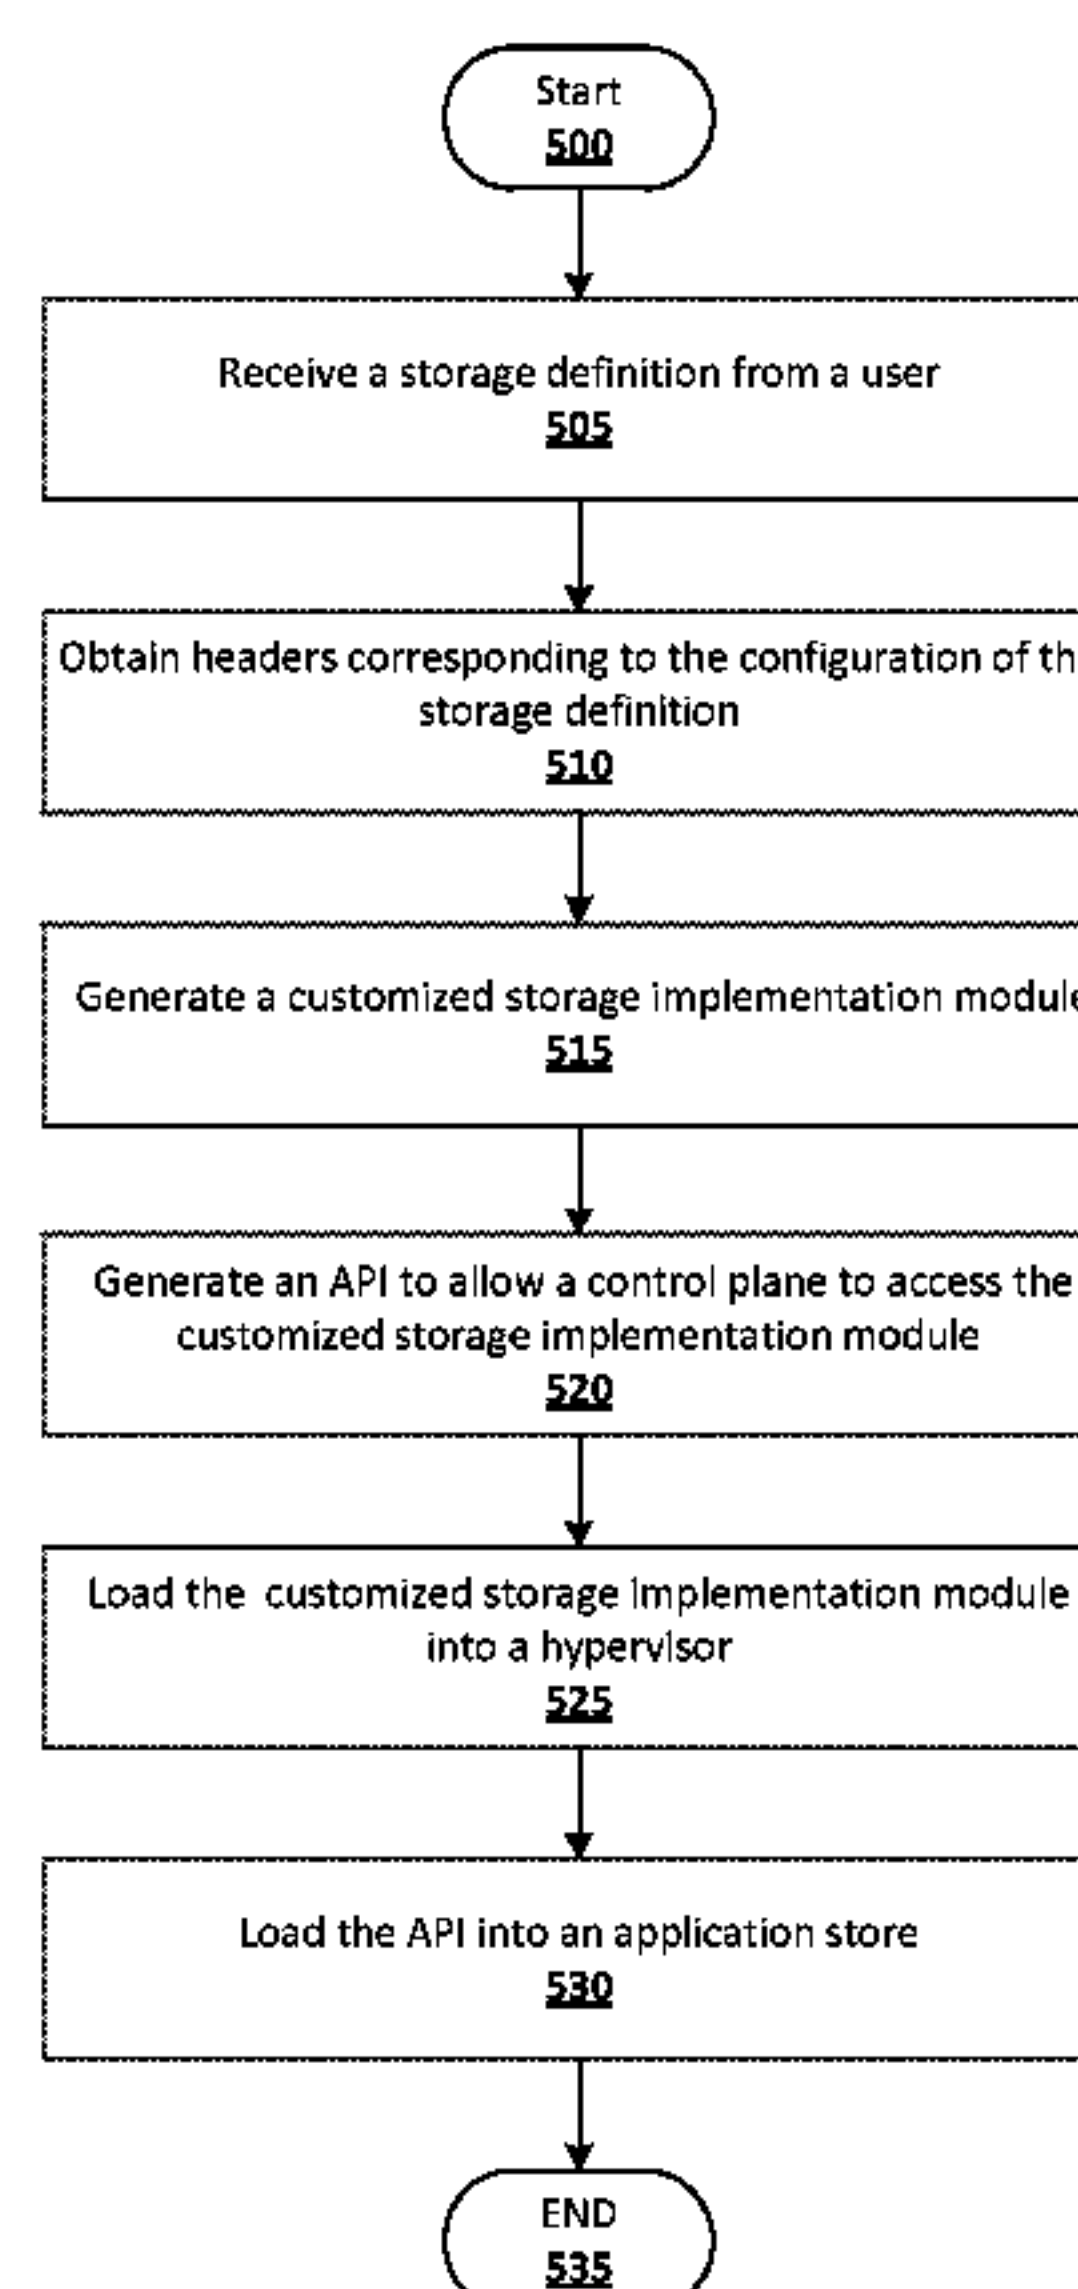 Start
500
Receive a storage definition from a user
505
Obtain headers corresponding to the configuration of th
storage definition
510
Generate a customized storage implementation module
515
Generate an API to allow a control plane to access the
customized storage implementation module
520
Load the customized storage implementation module
into a hypervisor
525
Load the API into an application store
530
END
535